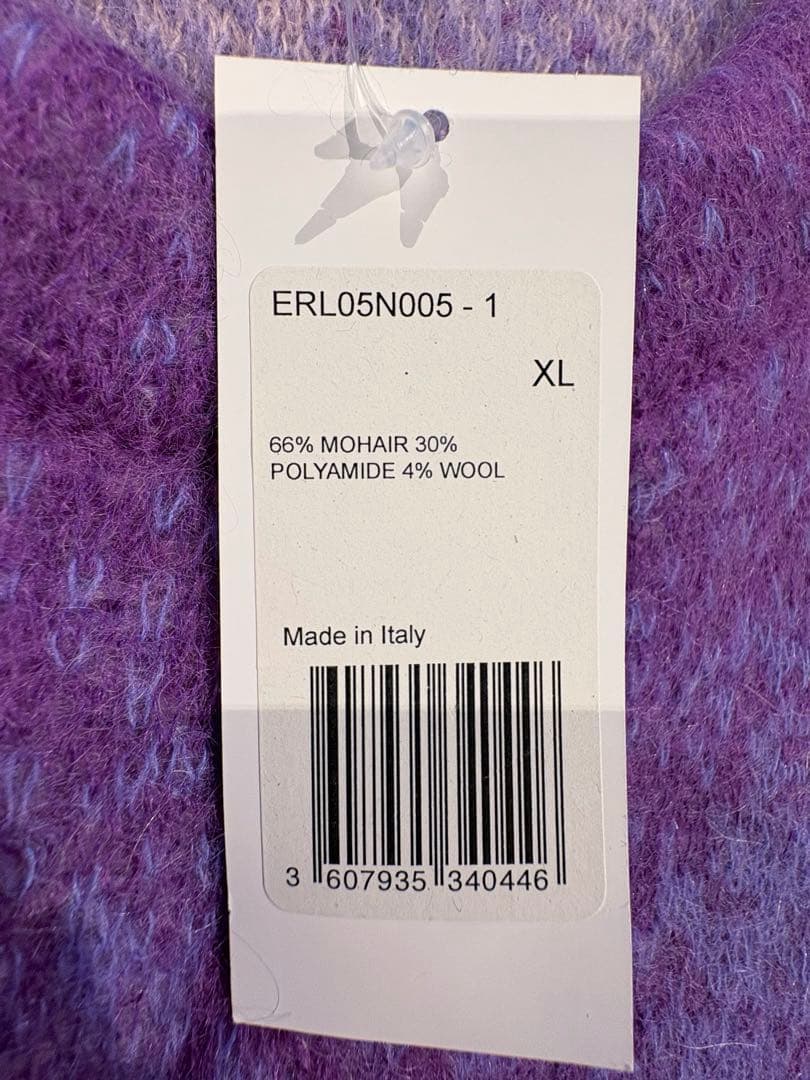 ERL05N005 - 1
XL
66% MOHAIR 30%
POLYAMIDE 4% WOOL
Made in Italy
3 607935 340446